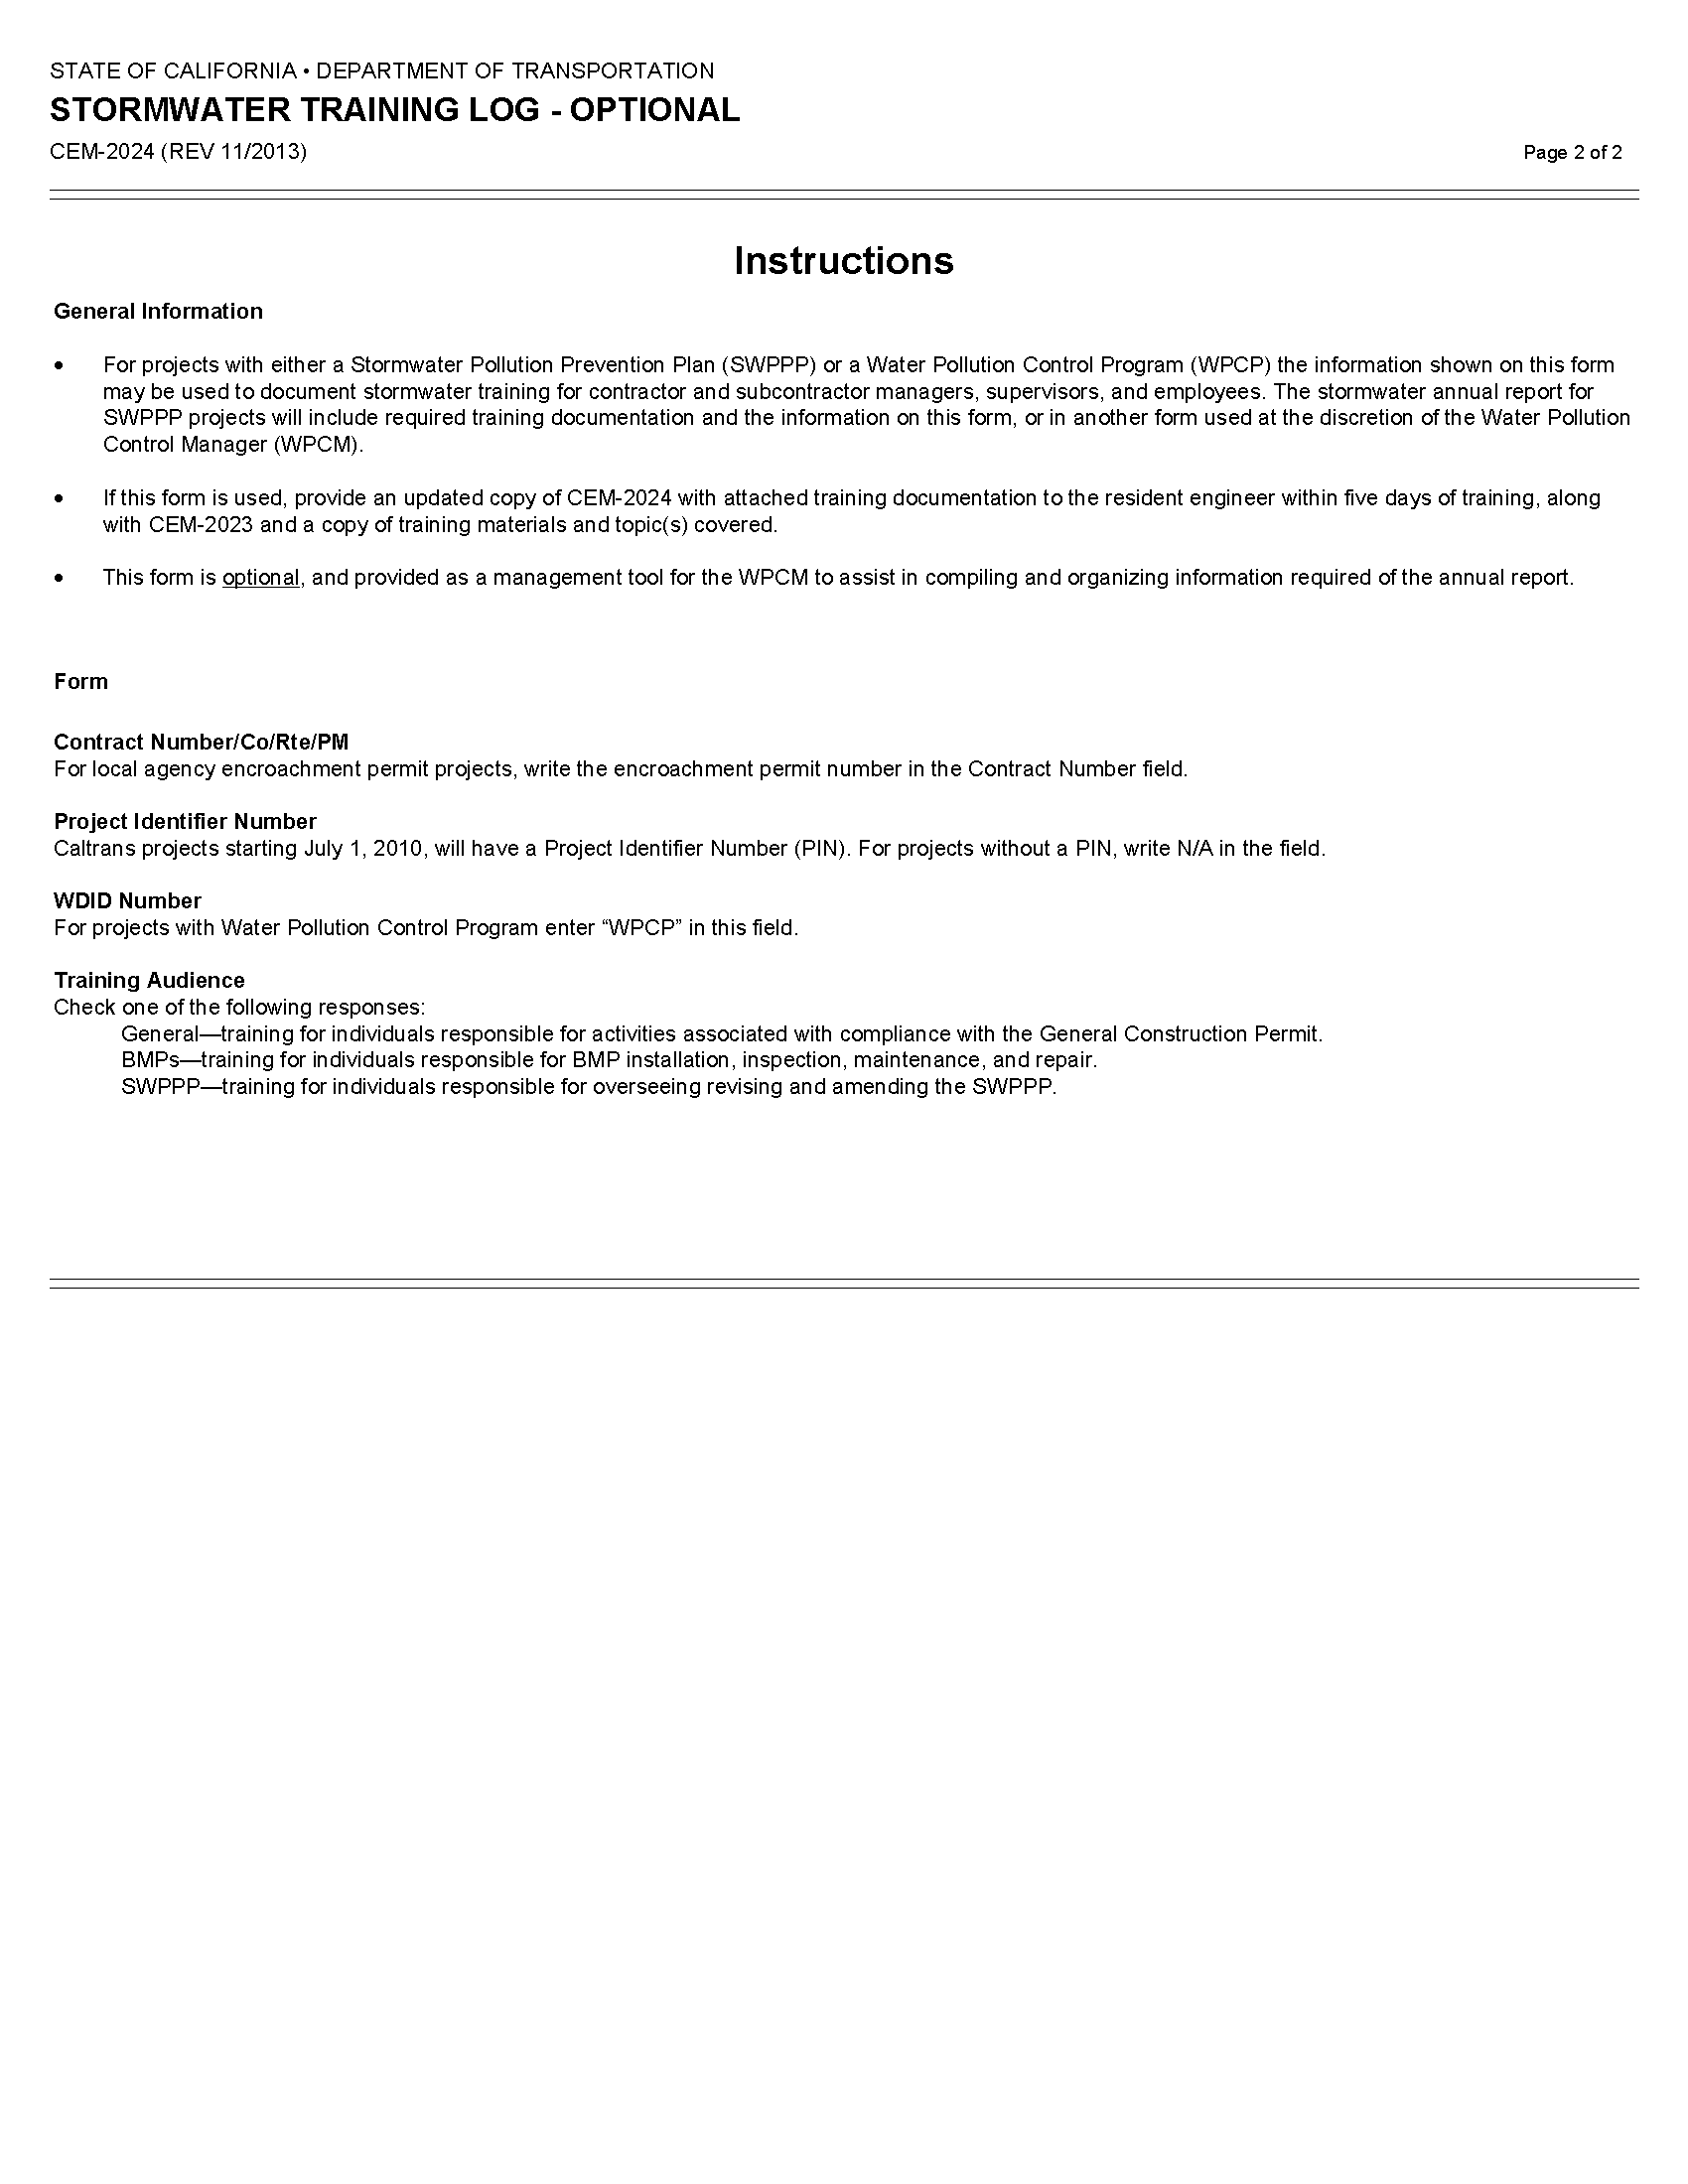 STATE OF CALIFORNIA • DEPARTMENT OF TRANSPORTATION
STORMWATER TRAINING LOG - OPTIONAL
CEM-2024 (REV 11/2013)
Page 2 of 2
Instructions
General Information
• For projects with either a Stormwater Pollution Prevention Plan (SWPPP) or a Water Pollution Control Program (WPCP) the information shown on this form
may be used to document stormwater training for contractor and subcontractor managers, supervisors, and employees. The stormwater annual report for
SWPPP projects will include required training documentation and the information on this form, or in another form used at the discretion of the Water Pollution
Control Manager (WPCM).
• If this form is used, provide an updated copy of CEM-2024 with attached training documentation to the resident engineer within five days of training, along
with CEM-2023 and a copy of training materials and topic(s) covered.
• This form is optional, and provided as a management tool for the WPCM to assist in compiling and organizing information required of the annual report.
Form
Contract Number/Co/Rte/PM
For local agency encroachment permit projects, write the encroachment permit number in the Contract Number field.
Project Identifier Number
Caltrans projects starting July 1, 2010, will have a Project Identifier Number (PIN). For projects without a PIN, write N/A in the field.
WDID Number
For projects with Water Pollution Control Program enter “WPCP” in this field.
Training Audience
Check one of the following responses:
General—training for individuals responsible for activities associated with compliance with the General Construction Permit.
BMPs—training for individuals responsible for BMP installation, inspection, maintenance, and repair.
SWPPP—training for individuals responsible for overseeing revising and amending the SWPPP.